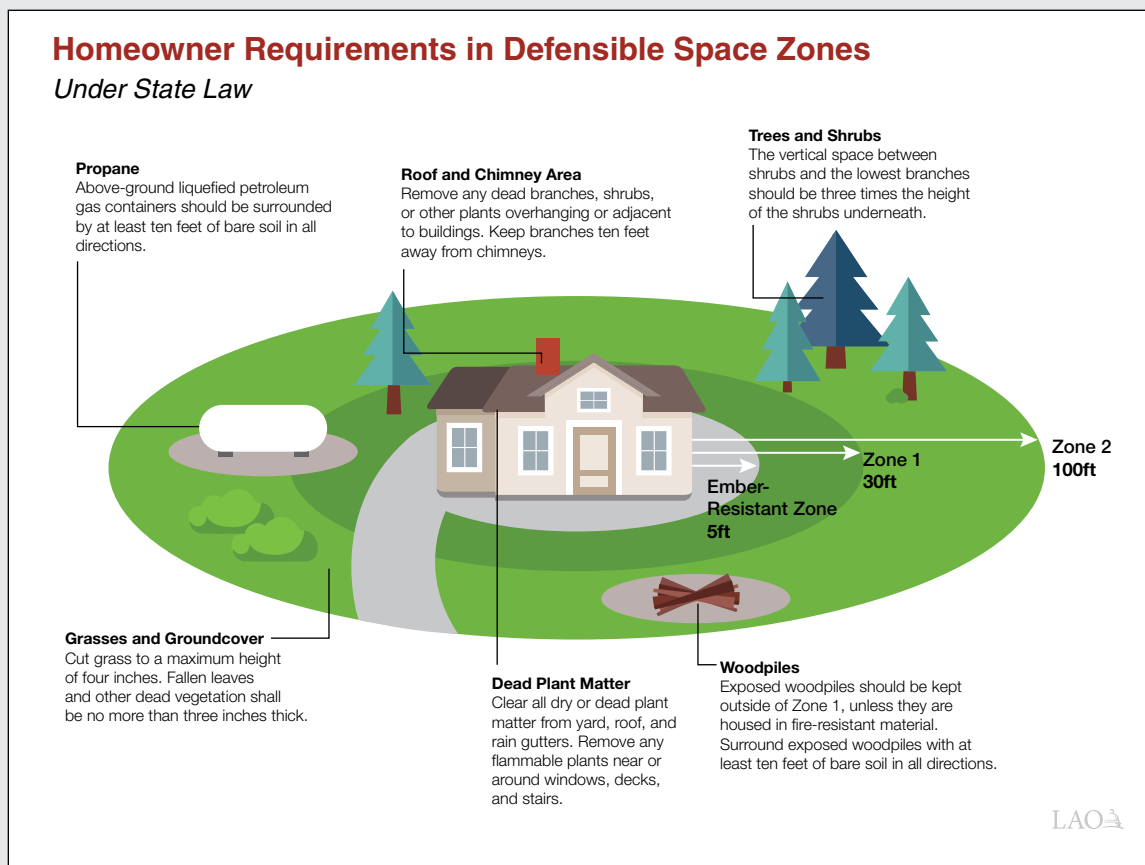 Homeowner Requirements in Defensible Space Zones
Under State Law
Propane
Above-ground liquefied petroleum
gas containers should be surrounded
by at least ten feet of bare soil in all
directions.
Roof and Chimney Area
Remove any dead branches, shrubs,
or other plants overhanging or adjacent
to buildings. Keep branches ten feet
away from chimneys.
Trees and Shrubs
The vertical space between
shrubs and the lowest branches
should be three times the height
of the shrubs underneath.
Ember-
Resistant Zone
5ft
Zone 1
30ft
Zone 2
100ft
Grasses and Groundcover
Cut grass to a maximum height
of four inches. Fallen leaves
and other dead vegetation shall
be no more than three inches thick.
Dead Plant Matter
Clear all dry or dead plant
matter from yard, roof, and
rain gutters. Remove any
flammable plants near or
around windows, decks,
and stairs.
Woodpiles
Exposed woodpiles should be kept
outside of Zone 1, unless they are
housed in fire-resistant material.
Surround exposed woodpiles with at
least ten feet of bare soil in all directions.
LAO